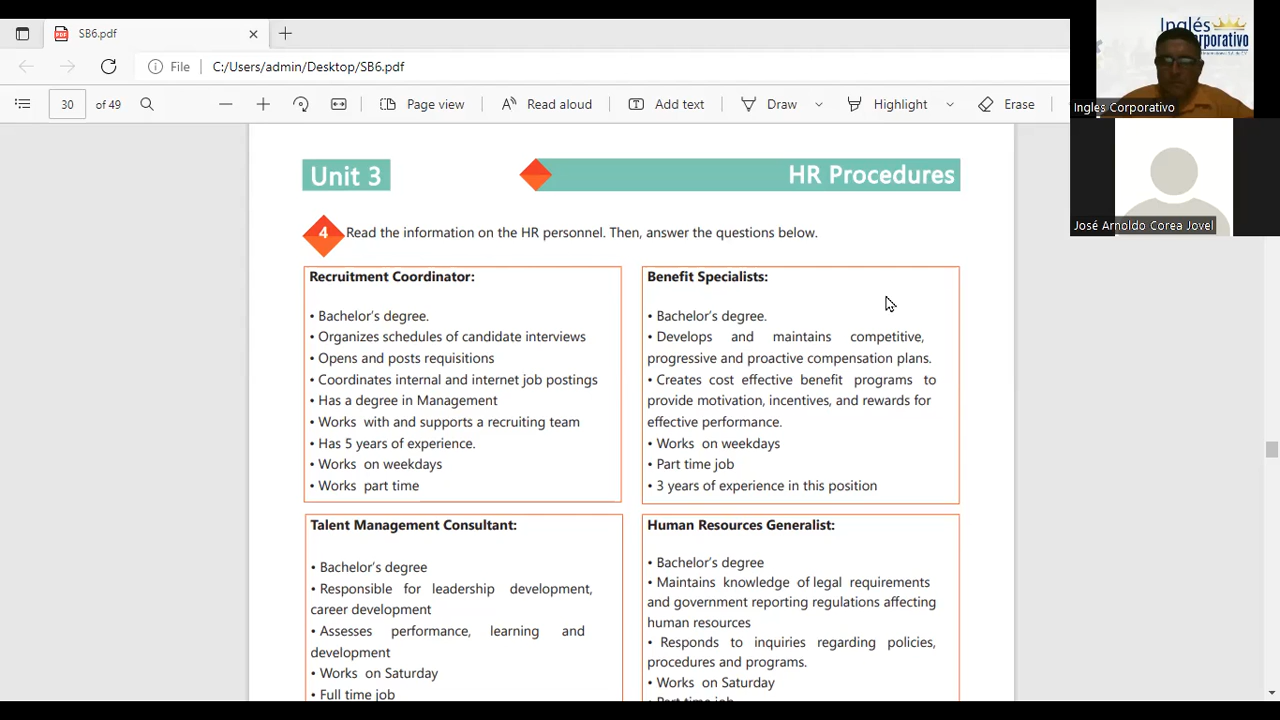 SB6.pdf
File
C:/Users/admin/Desktop/SB6.pdf
30
of 49
Page view
Read aloud
Add text
Draw
Highlight
Erase
Inglés
Corporativo
Ingles Corporativo
José Arnoldo Corea Jovel
Unit 3
HR Procedures
4
Read the information on the HR personnel. Then, answer the questions below.
Recruitment Coordinator:
• Bachelor's degree.
• Organizes schedules of candidate interviews
• Opens and posts requisitions
• Coordinates internal and internet job postings
• Has a degree in Management
• Works with and supports a recruiting team
• Has 5 years of experience.
• Works on weekdays
• Works part time
Benefit Specialists:
• Bachelor's degree.
• Develops and maintains competitive,
progressive and proactive compensation plans.
• Creates cost effective benefit programs to
provide motivation, incentives, and rewards for
effective performance.
• Works on weekdays
• Part time job
• 3 years of experience in this position
Talent Management Consultant:
• Bachelor's degree
• Responsible for leadership development,
career development
• Assesses performance, learning and
development
• Works on Saturday
• Full time job
Human Resources Generalist:
• Bachelor's degree
• Maintains knowledge of legal requirements
and government reporting regulations affecting
human resources
• Responds to inquiries regarding policies,
procedures and programs.
• Works on Saturday
• Part time job